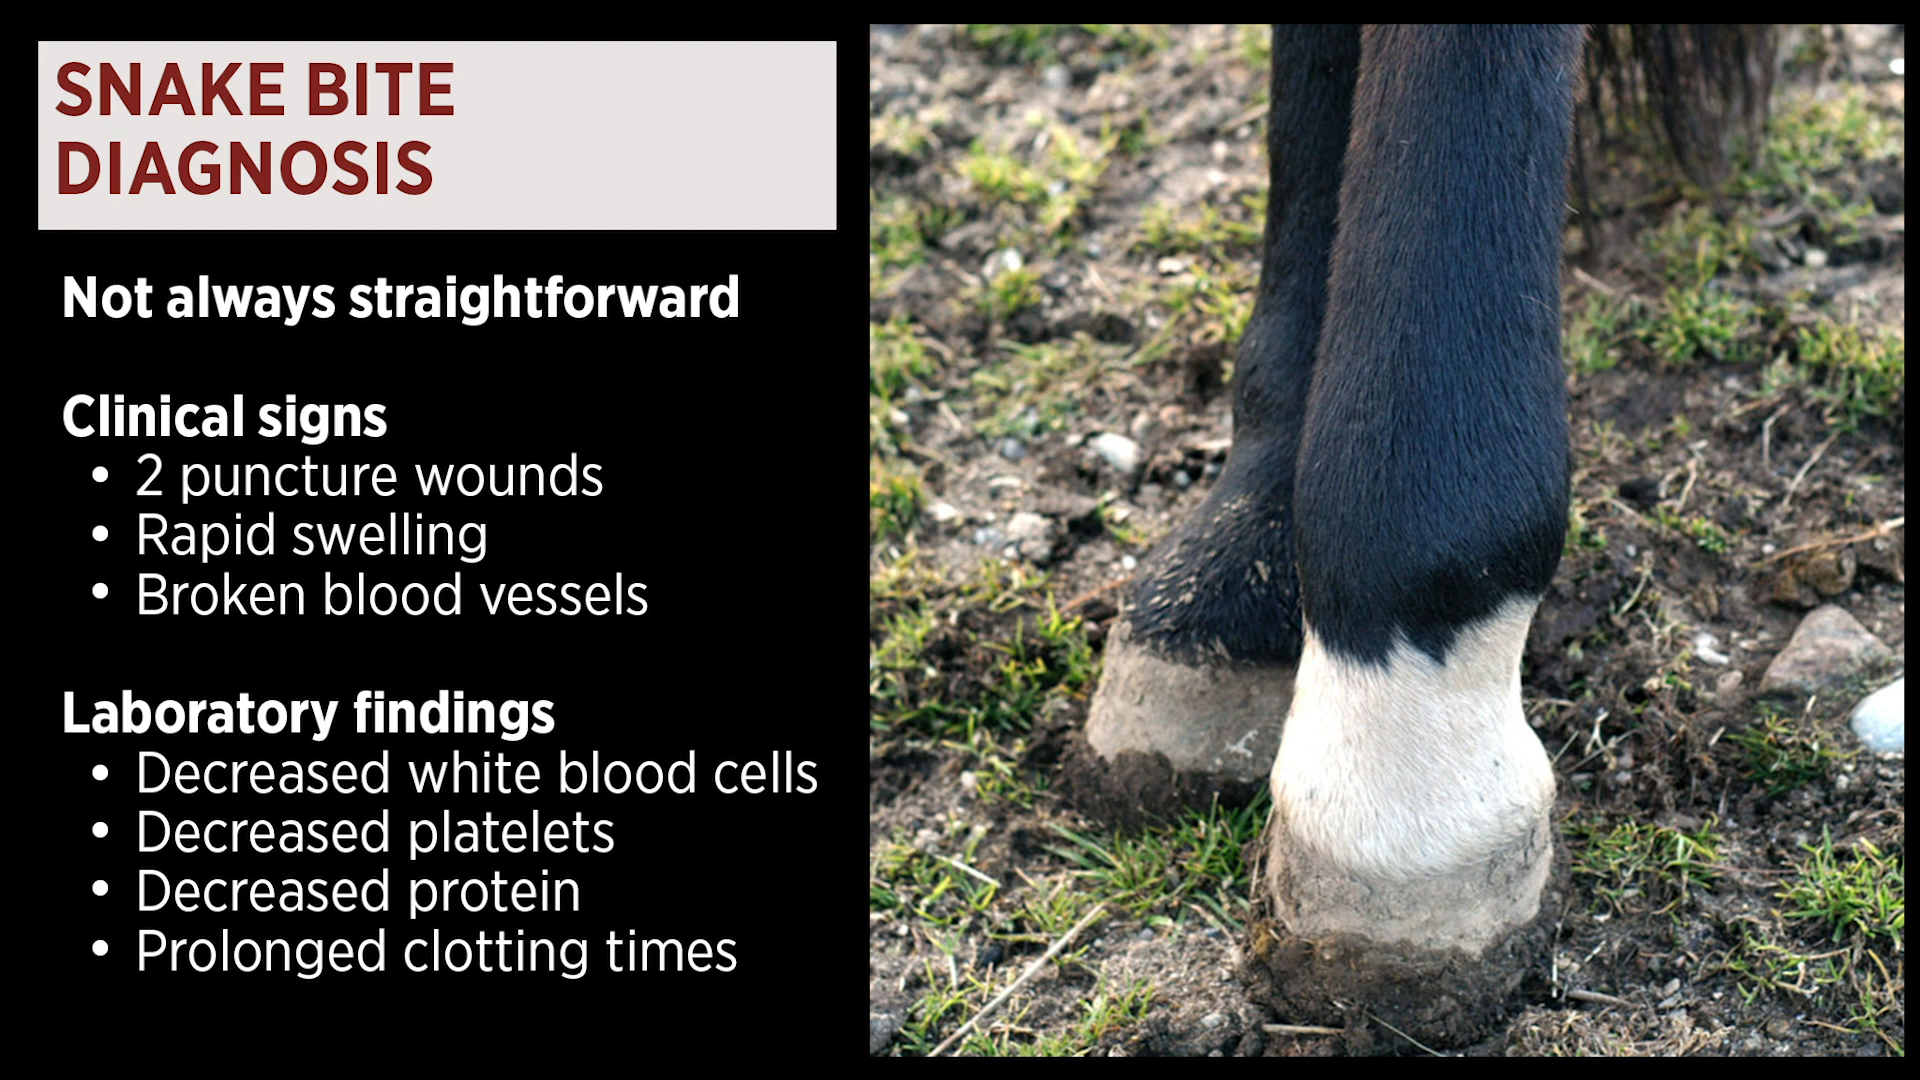 SNAKE BITE
DIAGNOSIS
Not always straightforward
Clinical signs
• 2 puncture wounds
• Rapid swelling
• Broken blood vessels
Laboratory findings
• Decreased white blood cells
• Decreased platelets
• Decreased protein
• Prolonged clotting times